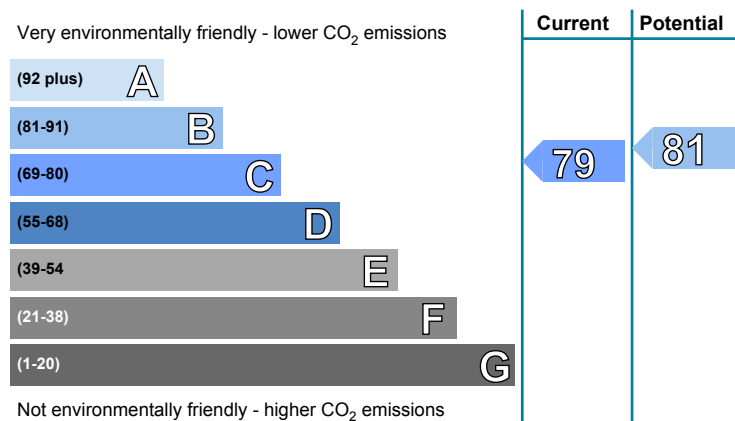 Very environmentally friendly - lower CO2 emissions
Current
Potential
(92 plus) A
(81-91) B
(69-80) C
(55-68) D
(39-54 E
(21-38) F
(1-20) G
79
81
Not environmentally friendly - higher CO2 emissions